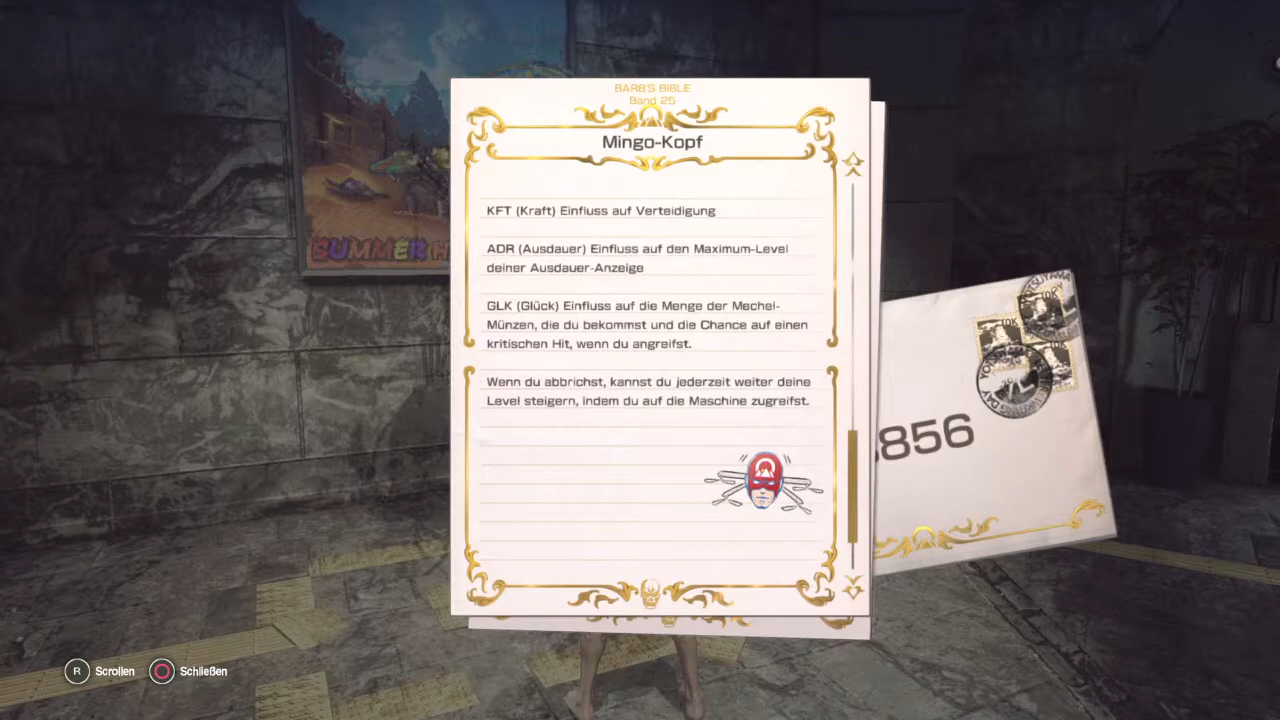 BARB'S BIBLE
Band 25
Mingo-Kopf
KFT (Kraft) Einfluss auf Verteidigung
ADR (Ausdauer) Einfluss auf den Maximum-Level
deiner Ausdauer-Anzeige
GLK (Glück) Einfluss auf die Menge der Mechei-
Münzen, die du bekommst und die Chance auf einen
kritischen Hit, wenn du angreifst.
Wenn du abbrichst, kannst du jederzeit weiter deine
Level steigern, indem du auf die Maschine zugreifst.
SUMMER H
856
10K
R Scrollen
Schließen